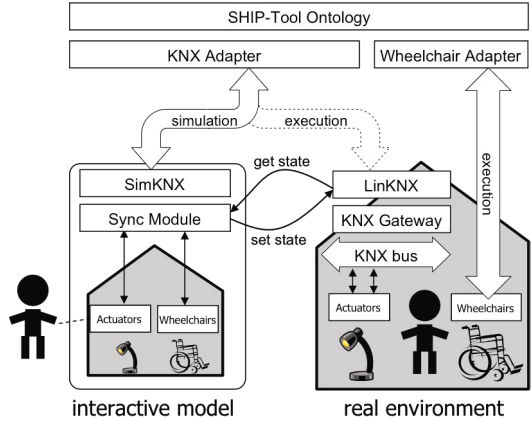 SHIP-Tool Ontology
KNX Adapter
Wheelchair Adapter
simulation
execution
execution
get state
SimKNX
LinKNX
Sync Module
KNX Gateway
set state
KNX bus
Actuators
Wheelchairs
Actuators
Wheelchairs
interactive model
real environment